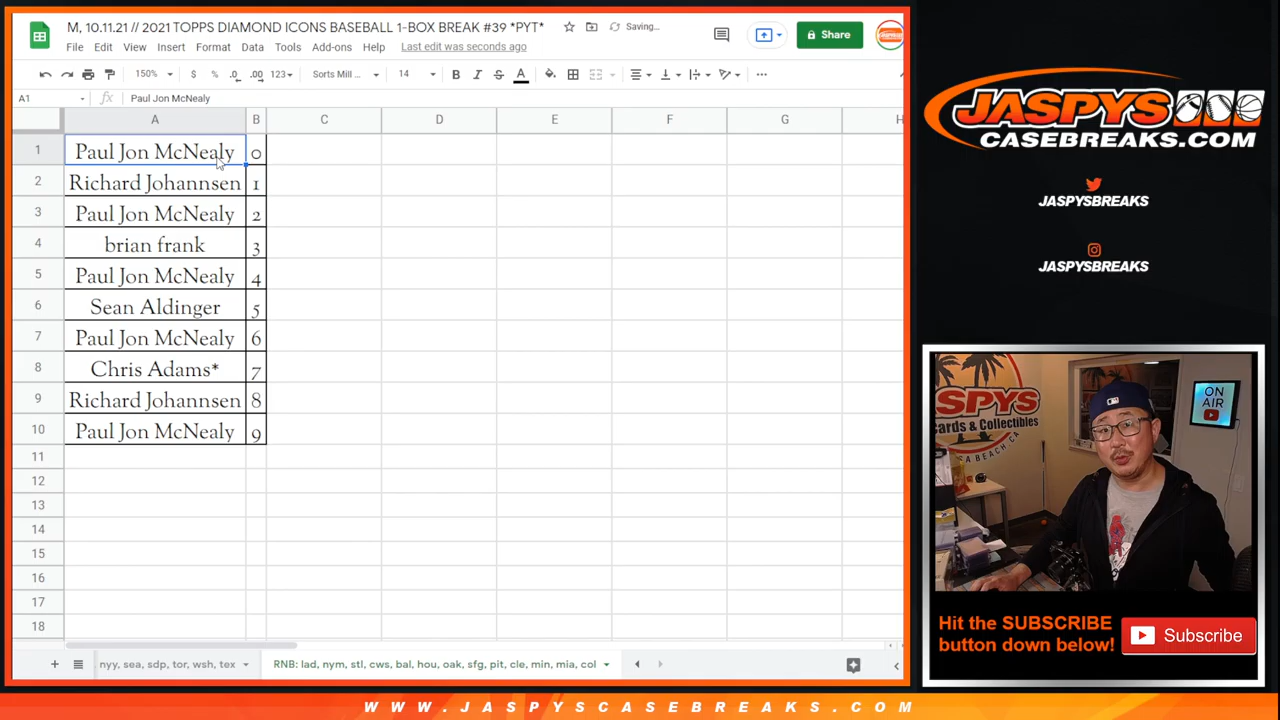 M, 10.11.21 // 2021 TOPPS DIAMOND ICONS BASEBALL 1-BOX BREAK #39 *PYT*
Saving...
File Edit View Insert Format Data Tools Add-ons Help Last edit was seconds ago
Share
150% $ % .0 .00 123 Sorts Mill ... 14 B I S A
A1 fx Paul Jon McNealy
A B C D E F G H
1 Paul Jon McNealy 0
2 Richard Johannsen 1
3 Paul Jon McNealy 2
4 brian frank 3
5 Paul Jon McNealy 4
6 Sean Aldinger 5
7 Paul Jon McNealy 6
8 Chris Adams* 7
9 Richard Johannsen 8
10 Paul Jon McNealy 9
11
12
13
14
15
16
17
18
nyy, sea, sdp, tor, wsh, tex RNB: lad, nym, stl, cws, bal, hou, oak, sfg, pit, cle, min, mia, col
JASPYS
CASEBREAKS.COM
JASPYSBREAKS
JASPYSBREAKS
ON AIR
Hit the SUBSCRIBE
button down below!
Subscribe
WWW.JASPYSCASEBREAKS.COM